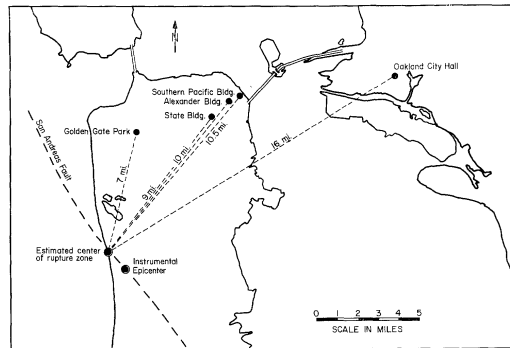 N
Oakland City Hall
Southern Pacific Bldg.
Alexander Bldg.
State Bldg.
San Andreas Fault
Golden Gate Park
7 mi.
9 mi.
10 mi.
10.5 mi.
16 mi.
Estimated center
of rupture zone
Instrumental
Epicenter
0 1 2 3 4 5
SCALE IN MILES